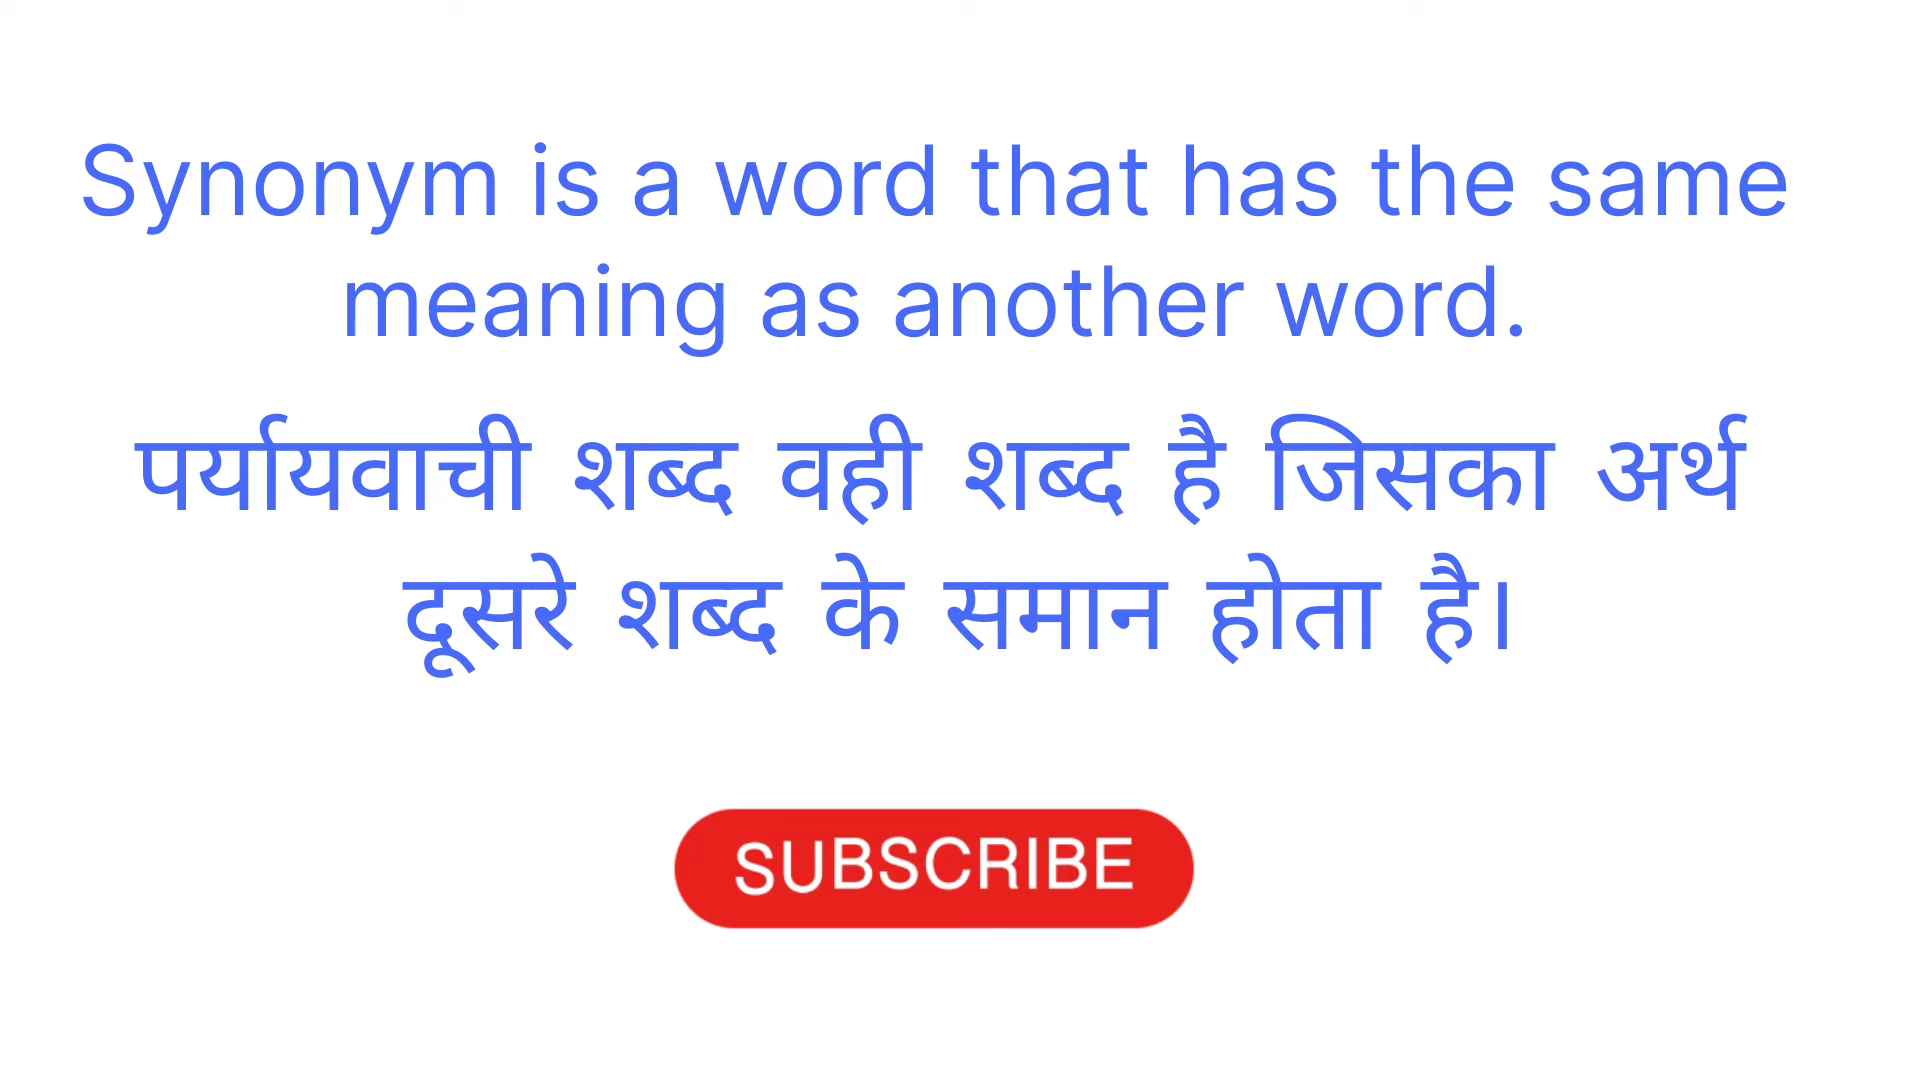 Synonym is a word that has the same
meaning as another word.
पर्यायवाची शब्द वही शब्द है जिसका अर्थ
दूसरे शब्द के समान होता है।
SUBSCRIBE